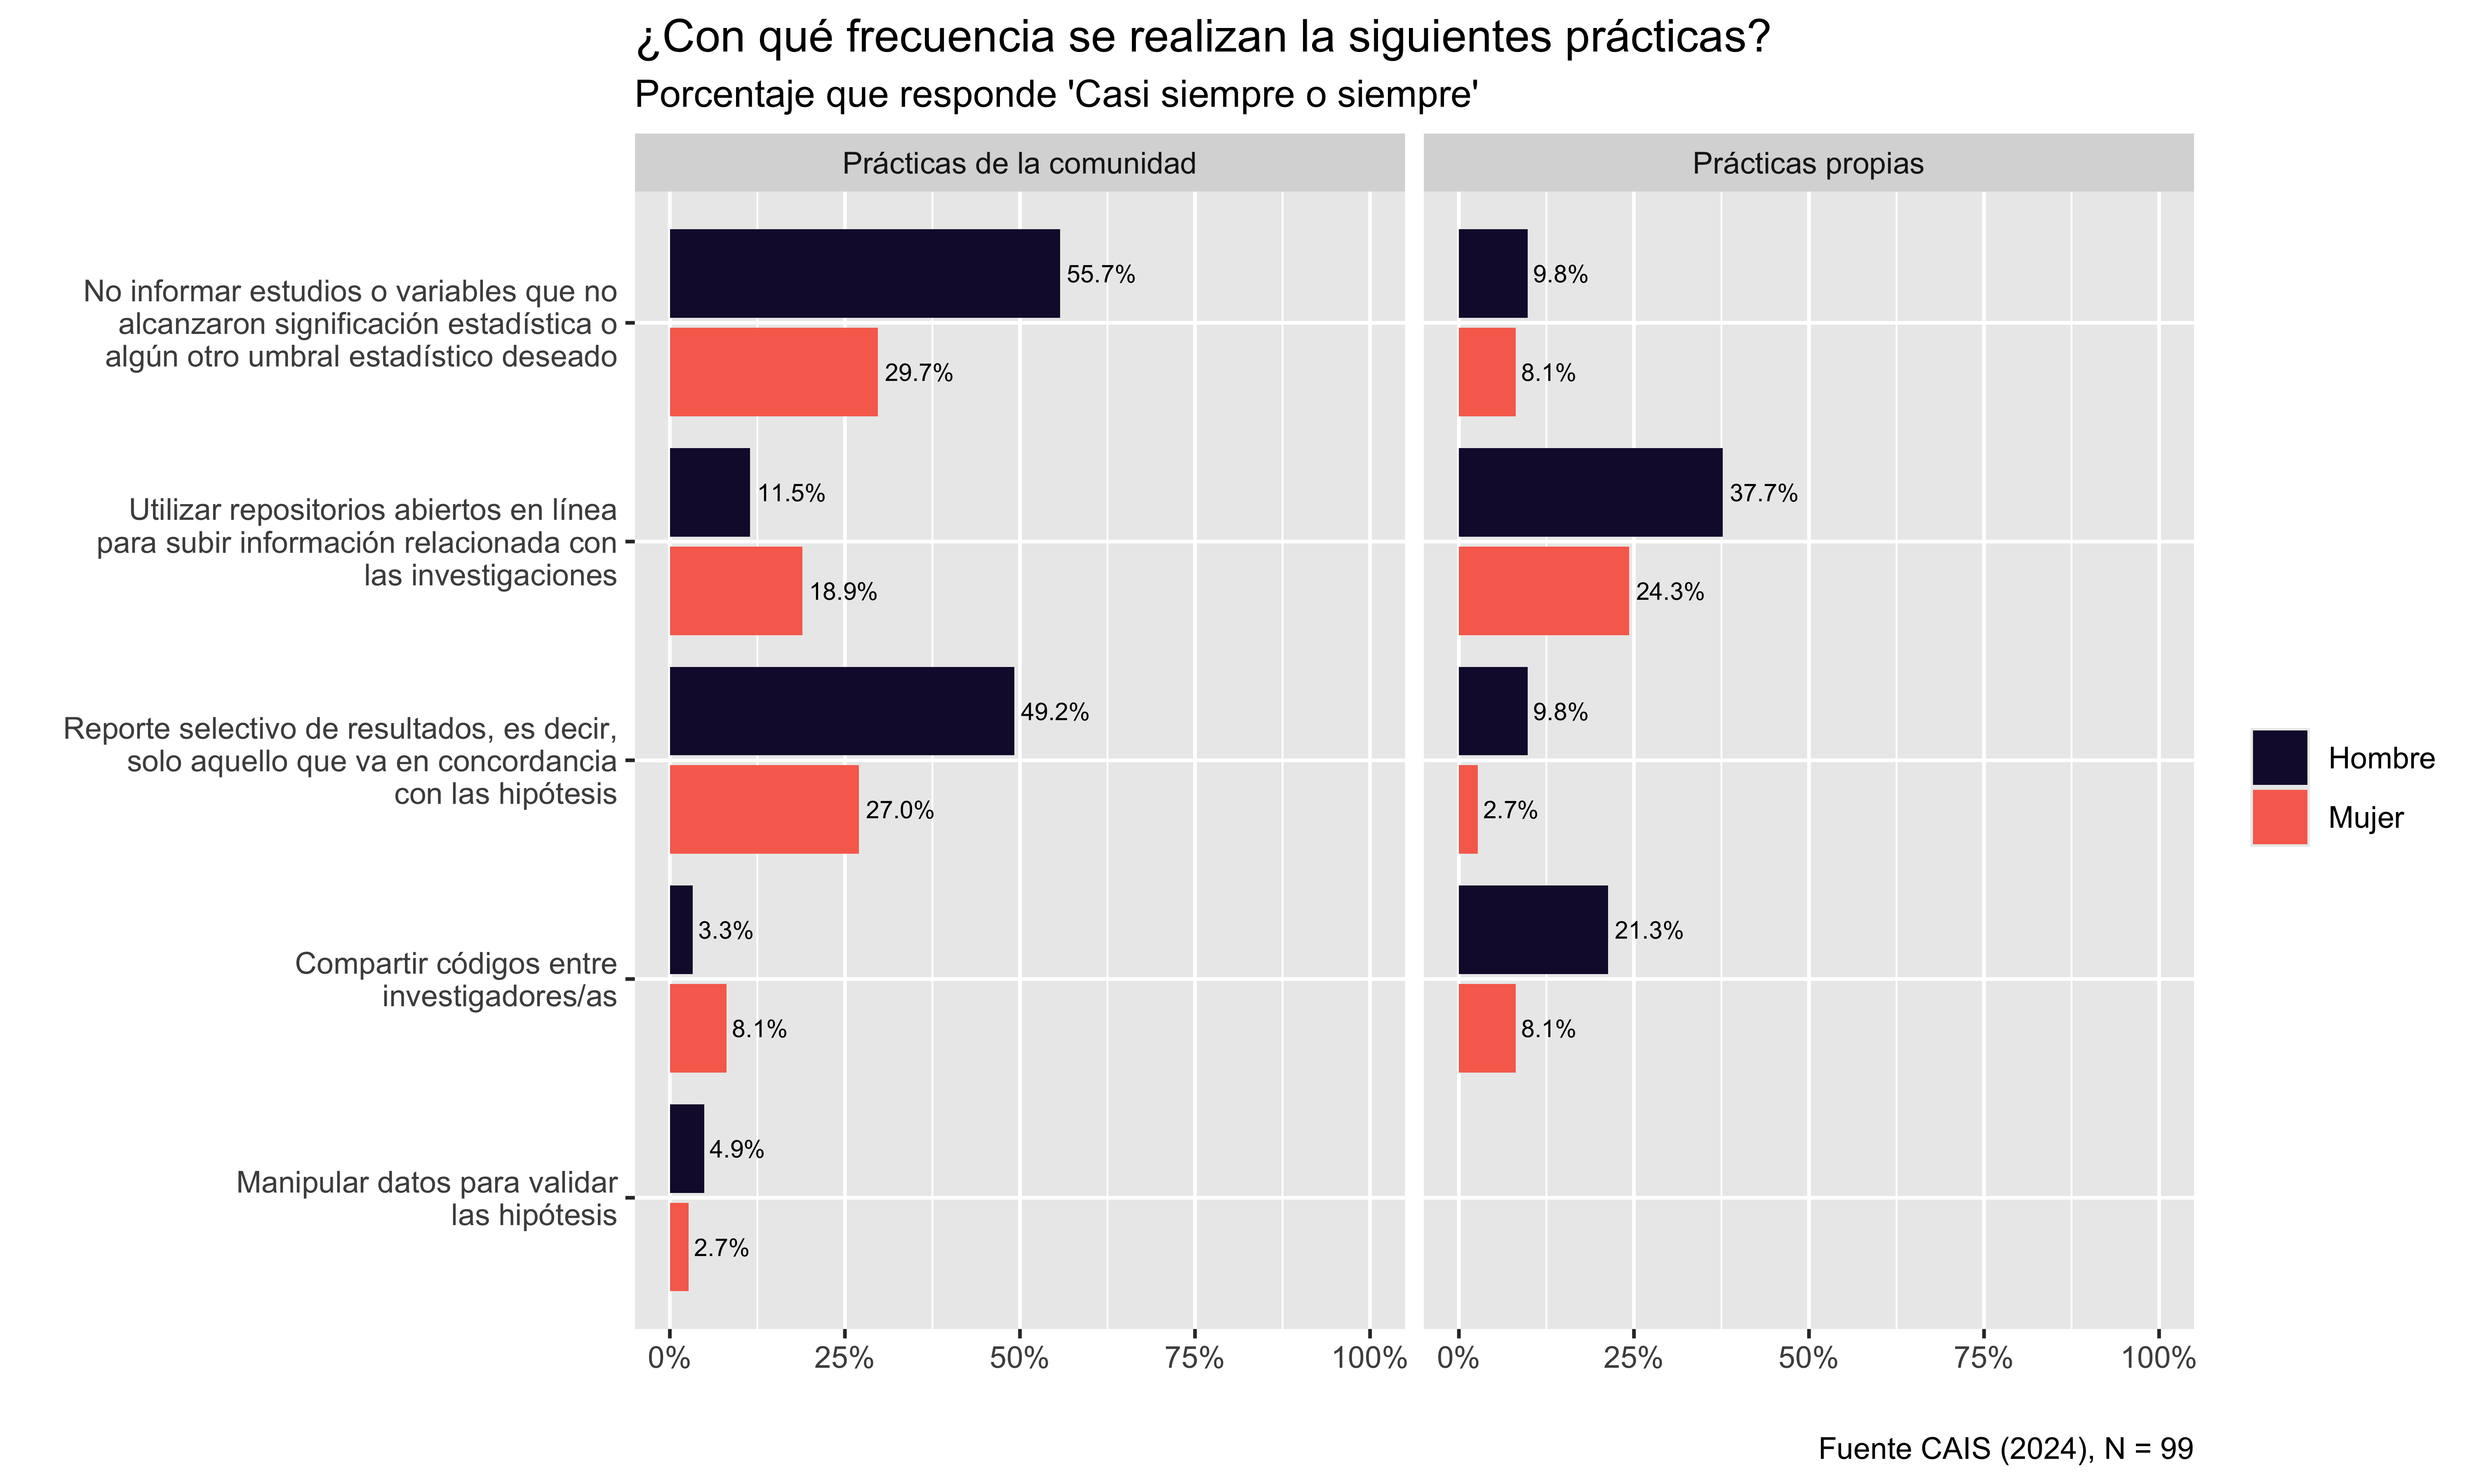 ¿Con qué frecuencia se realizan la siguientes prácticas?
Porcentaje que responde 'Casi siempre o siempre'
Prácticas de la comunidad
Prácticas propias
No informar estudios o variables que no
alcanzaron significación estadística o
algún otro umbral estadístico deseado
55.7%
29.7%
9.8%
8.1%
Utilizar repositorios abiertos en línea
para subir información relacionada con
las investigaciones
11.5%
18.9%
37.7%
24.3%
Reporte selectivo de resultados, es decir,
solo aquello que va en concordancia
con las hipótesis
49.2%
27.0%
9.8%
2.7%
Compartir códigos entre
investigadores/as
3.3%
8.1%
21.3%
8.1%
Manipular datos para validar
las hipótesis
4.9%
2.7%
0% 25% 50% 75% 100%
0% 25% 50% 75% 100%
Hombre
Mujer
Fuente CAIS (2024), N = 99